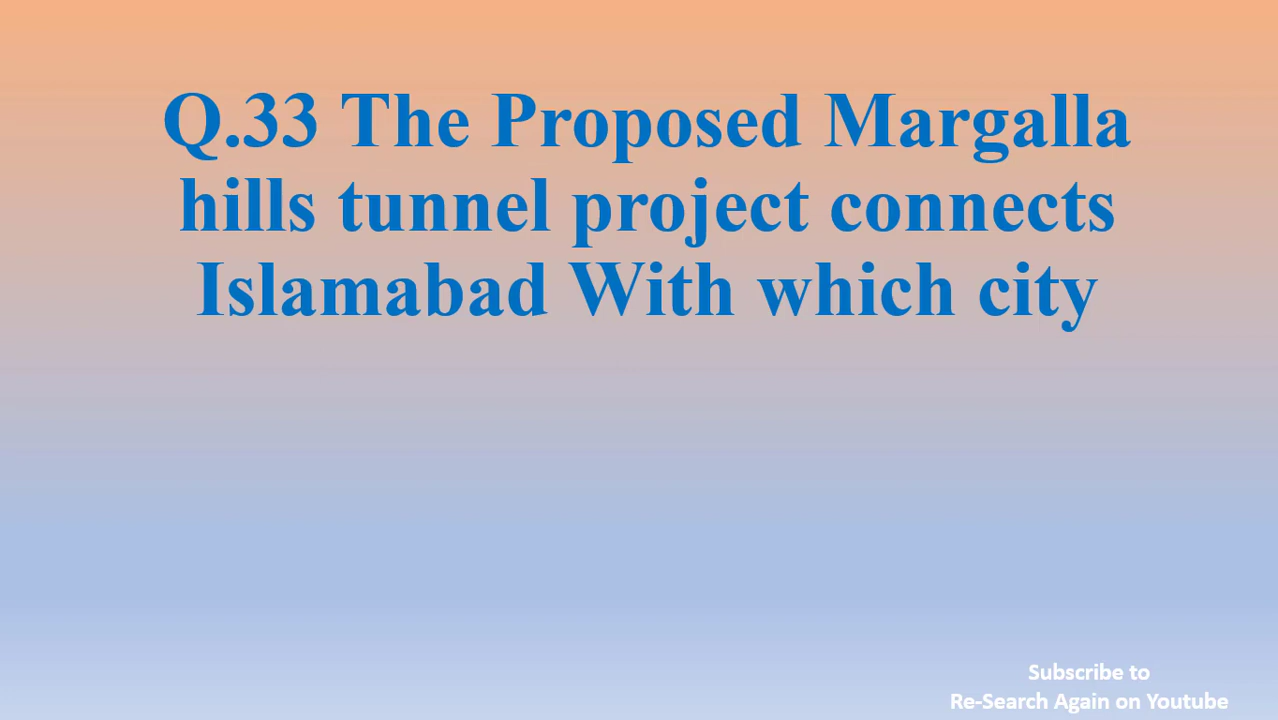 Q.33 The Proposed Margalla
hills tunnel project connects
Islamabad With which city
Subscribe to
Re-Search Again on Youtube